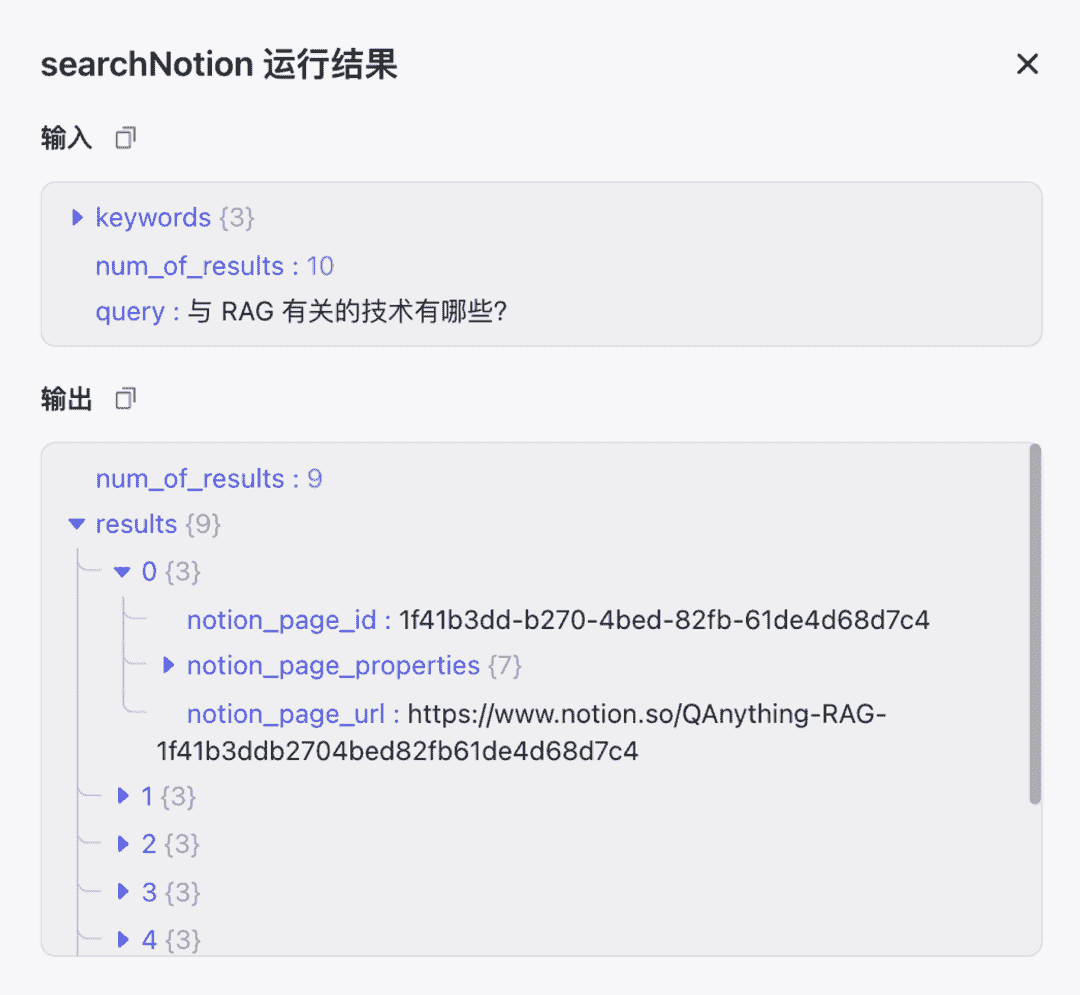 searchNotion 运行结果
输入
keywords {3}
num_of_results : 10
query : 与 RAG 有关的技术有哪些?
输出
num_of_results : 9
results {9}
0 {3}
notion_page_id : 1f41b3dd-b270-4bed-82fb-61de4d68d7c4
notion_page_properties {7}
notion_page_url : https://www.notion.so/QAnything-RAG-
1f41b3ddb2704bed82fb61de4d68d7c4
1 {3}
2 {3}
3 {3}
4 {3}